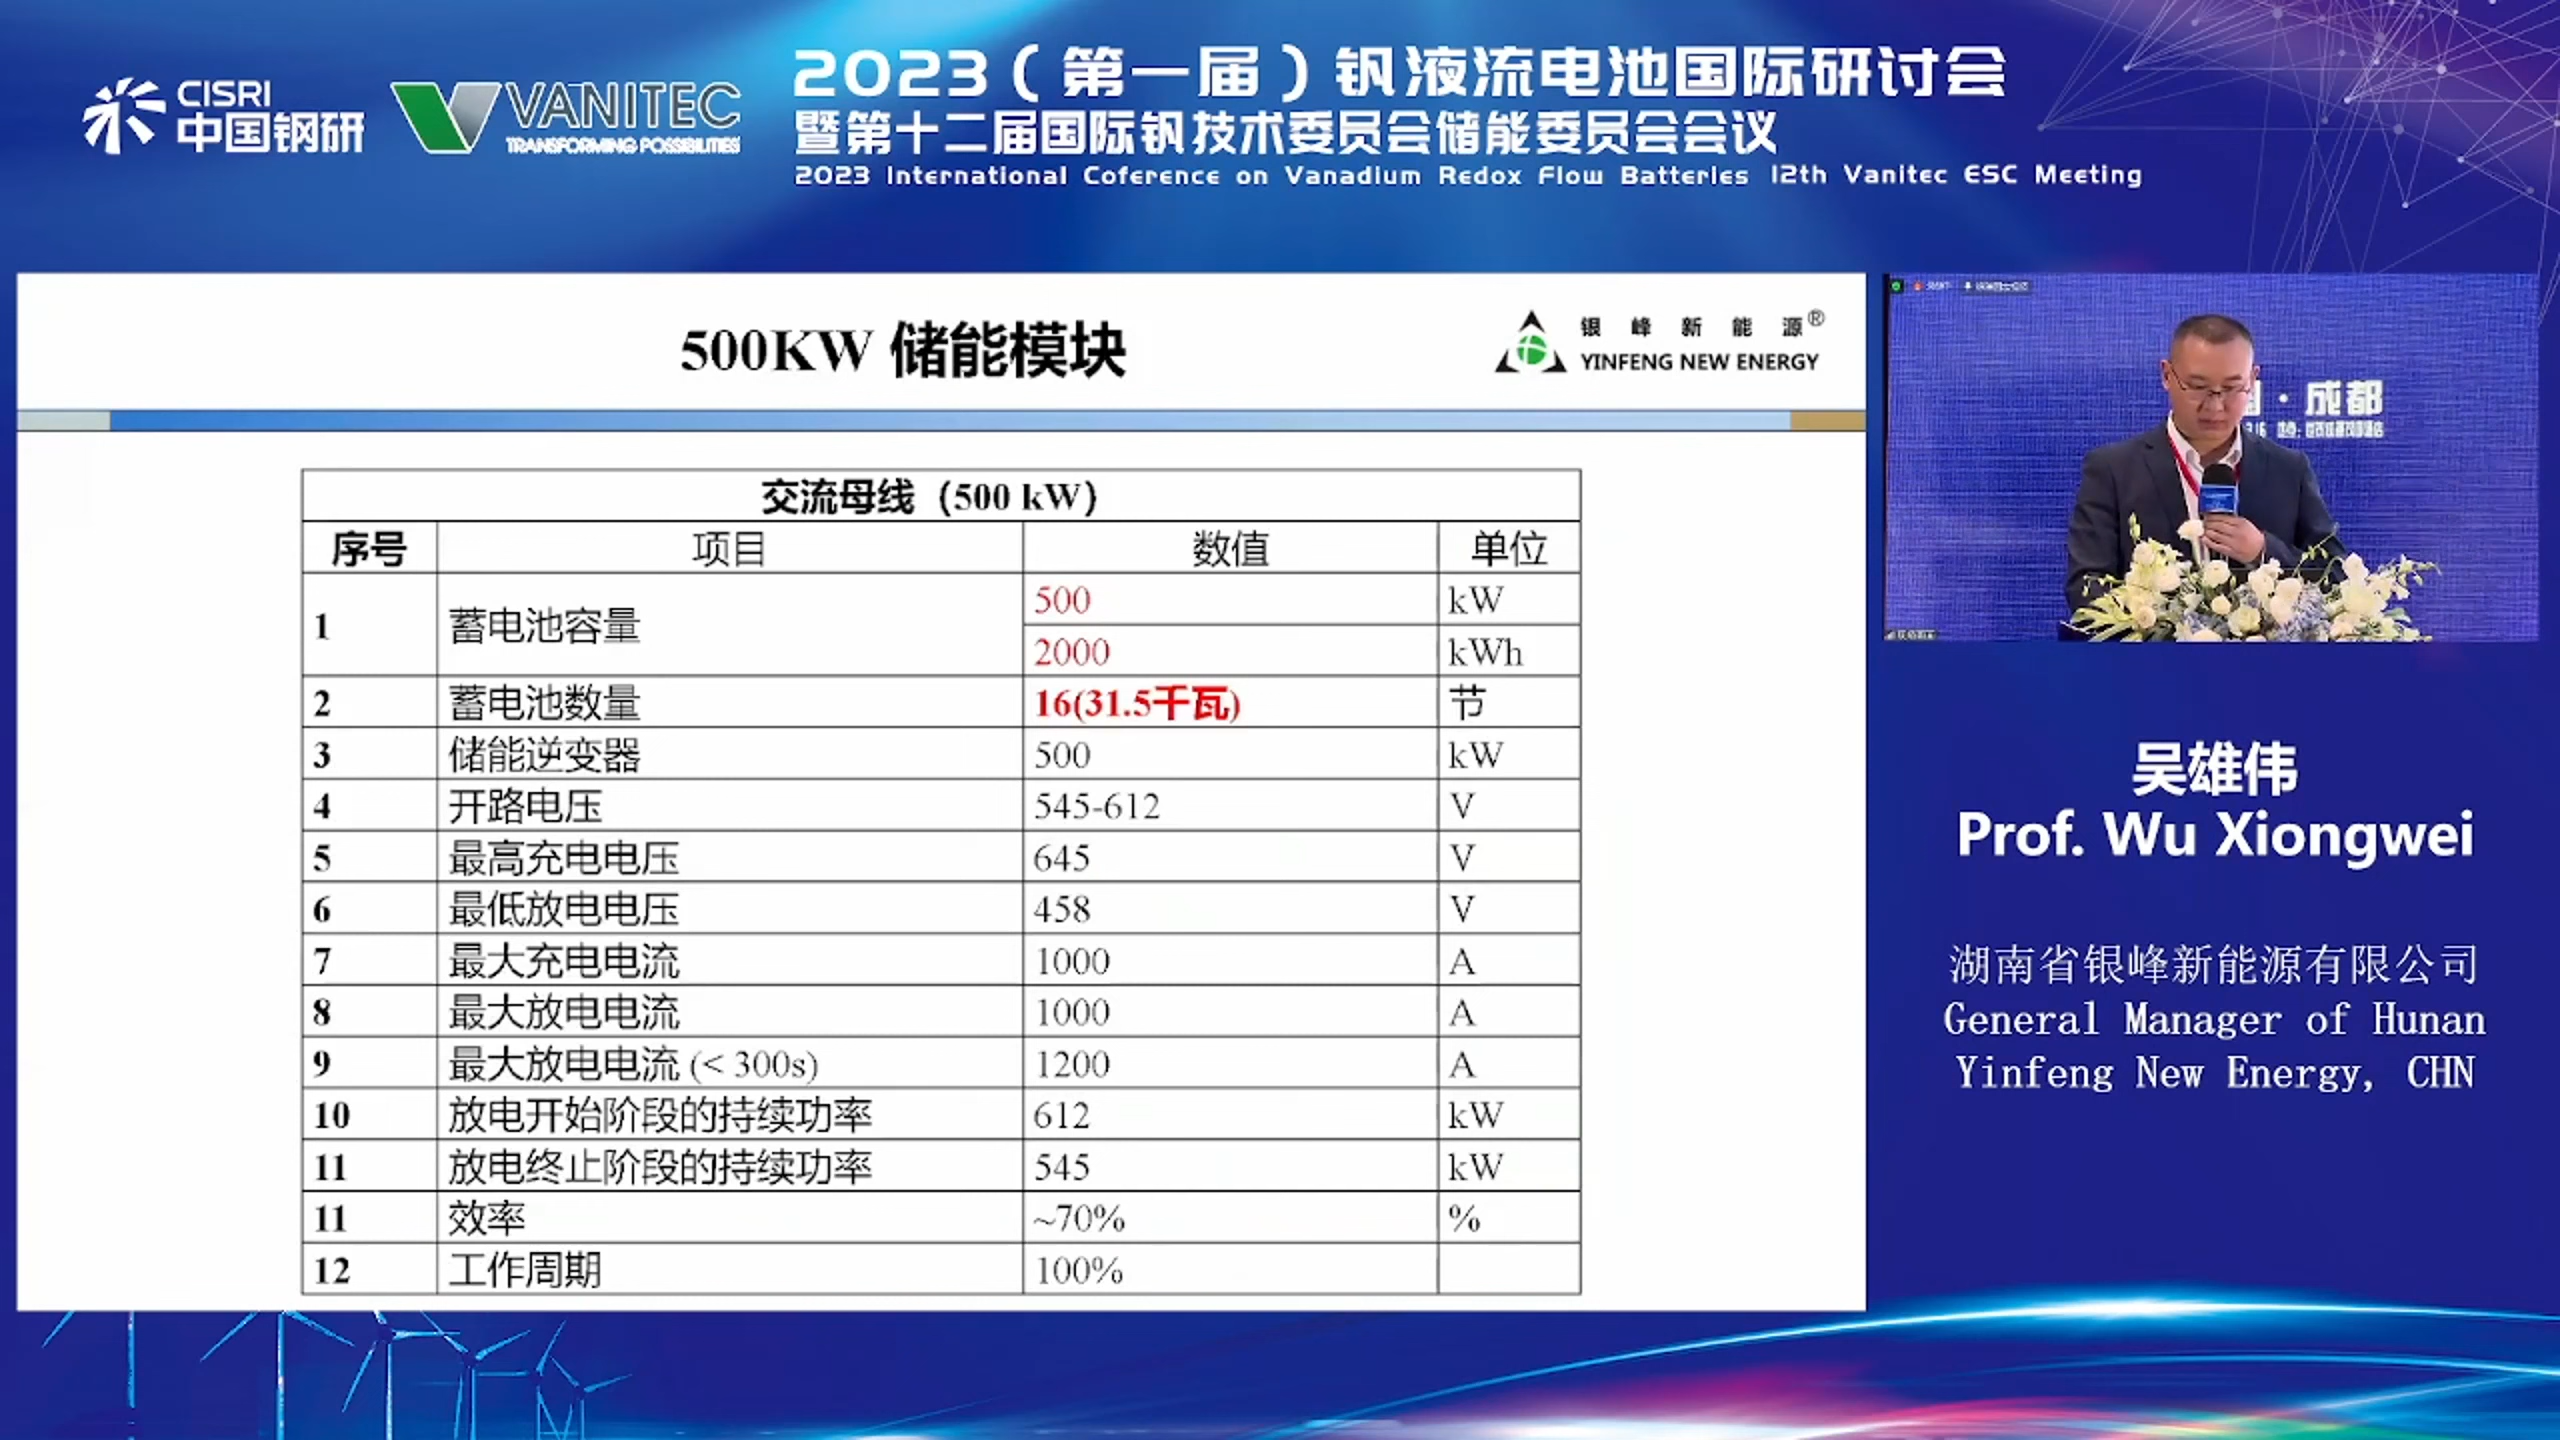 CISRI
中国钢研
VANITEC
TRANSFORMING POSSIBILITIES
2023（第一届）钒液流电池国际研讨会
暨第十二届国际钒技术委员会储能委员会会议
2023 International Coference on Vanadium Redox Flow Batteries 12th Vanitec ESC Meeting
500KW 储能模块
银峰新能源®
YINFENG NEW ENERGY
交流母线（500 kW）
序号 项目 数值 单位
1 蓄电池容量 500 kW
2000 kWh
2 蓄电池数量 16(31.5千瓦) 节
3 储能逆变器 500 kW
4 开路电压 545-612 V
5 最高充电电压 645 V
6 最低放电电压 458 V
7 最大充电电流 1000 A
8 最大放电电流 1000 A
9 最大放电电流 (< 300s) 1200 A
10 放电开始阶段的持续功率 612 kW
11 放电终止阶段的持续功率 545 kW
11 效率 ~70% %
12 工作周期 100%
·成都
吴雄伟
Prof. Wu Xiongwei
湖南省银峰新能源有限公司
General Manager of Hunan
Yinfeng New Energy, CHN